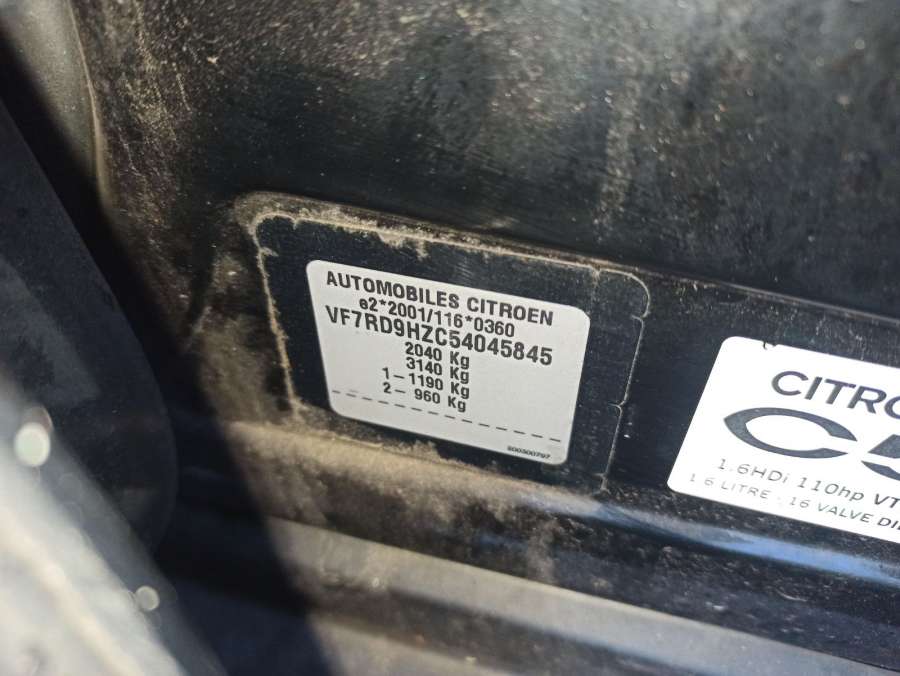 AUTOMOBILES CITROEN
e2*2001/116*0360
VF7RD9HZC54045845
2040 Kg
3140 Kg
1-1190 Kg
2- 960 Kg
CITRO
C5
1.6HDi 110hp VT
1.6 LITRE - 16 VALVE DIE